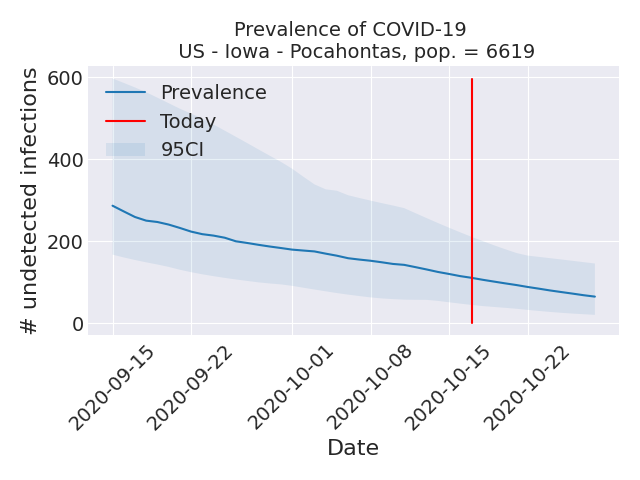 Prevalence of COVID-19
US - Iowa - Pocahontas, pop. = 6619
# undetected infections
600
400
200
0
Prevalence
Today
95CI
2020-09-15
2020-09-22
2020-10-01
2020-10-08
2020-10-15
2020-10-22
Date